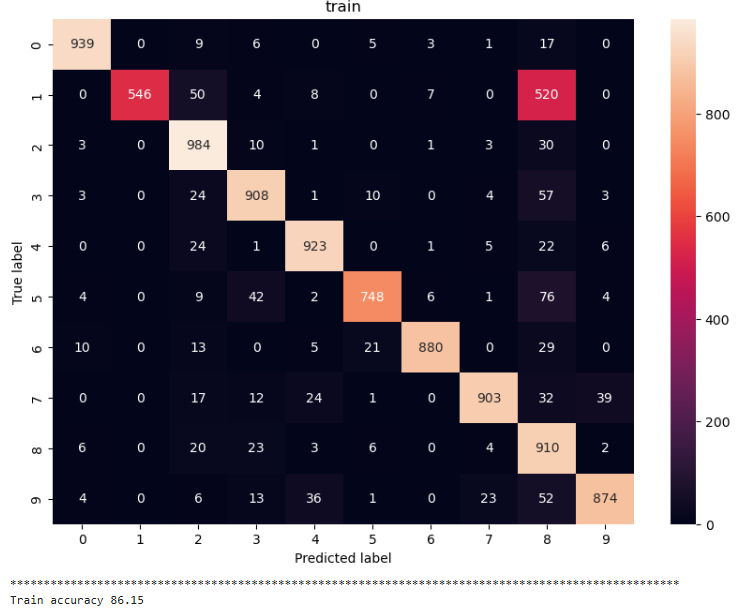 train
0 939 0 9 6 0 5 3 1 17 0
1 0 546 50 4 8 0 7 0 520 0
2 3 0 984 10 1 0 1 3 30 0
3 3 0 24 908 1 10 0 4 57 3
4 0 0 24 1 923 0 1 5 22 6
5 4 0 9 42 2 748 6 1 76 4
6 10 0 13 0 5 21 880 0 29 0
7 0 0 17 12 24 1 0 903 32 39
8 6 0 20 23 3 6 0 4 910 2
9 4 0 6 13 36 1 0 23 52 874
0 1 2 3 4 5 6 7 8 9
True label
Predicted label
800
600
400
200
0
****************************************************************************************************
Train accuracy 86.15